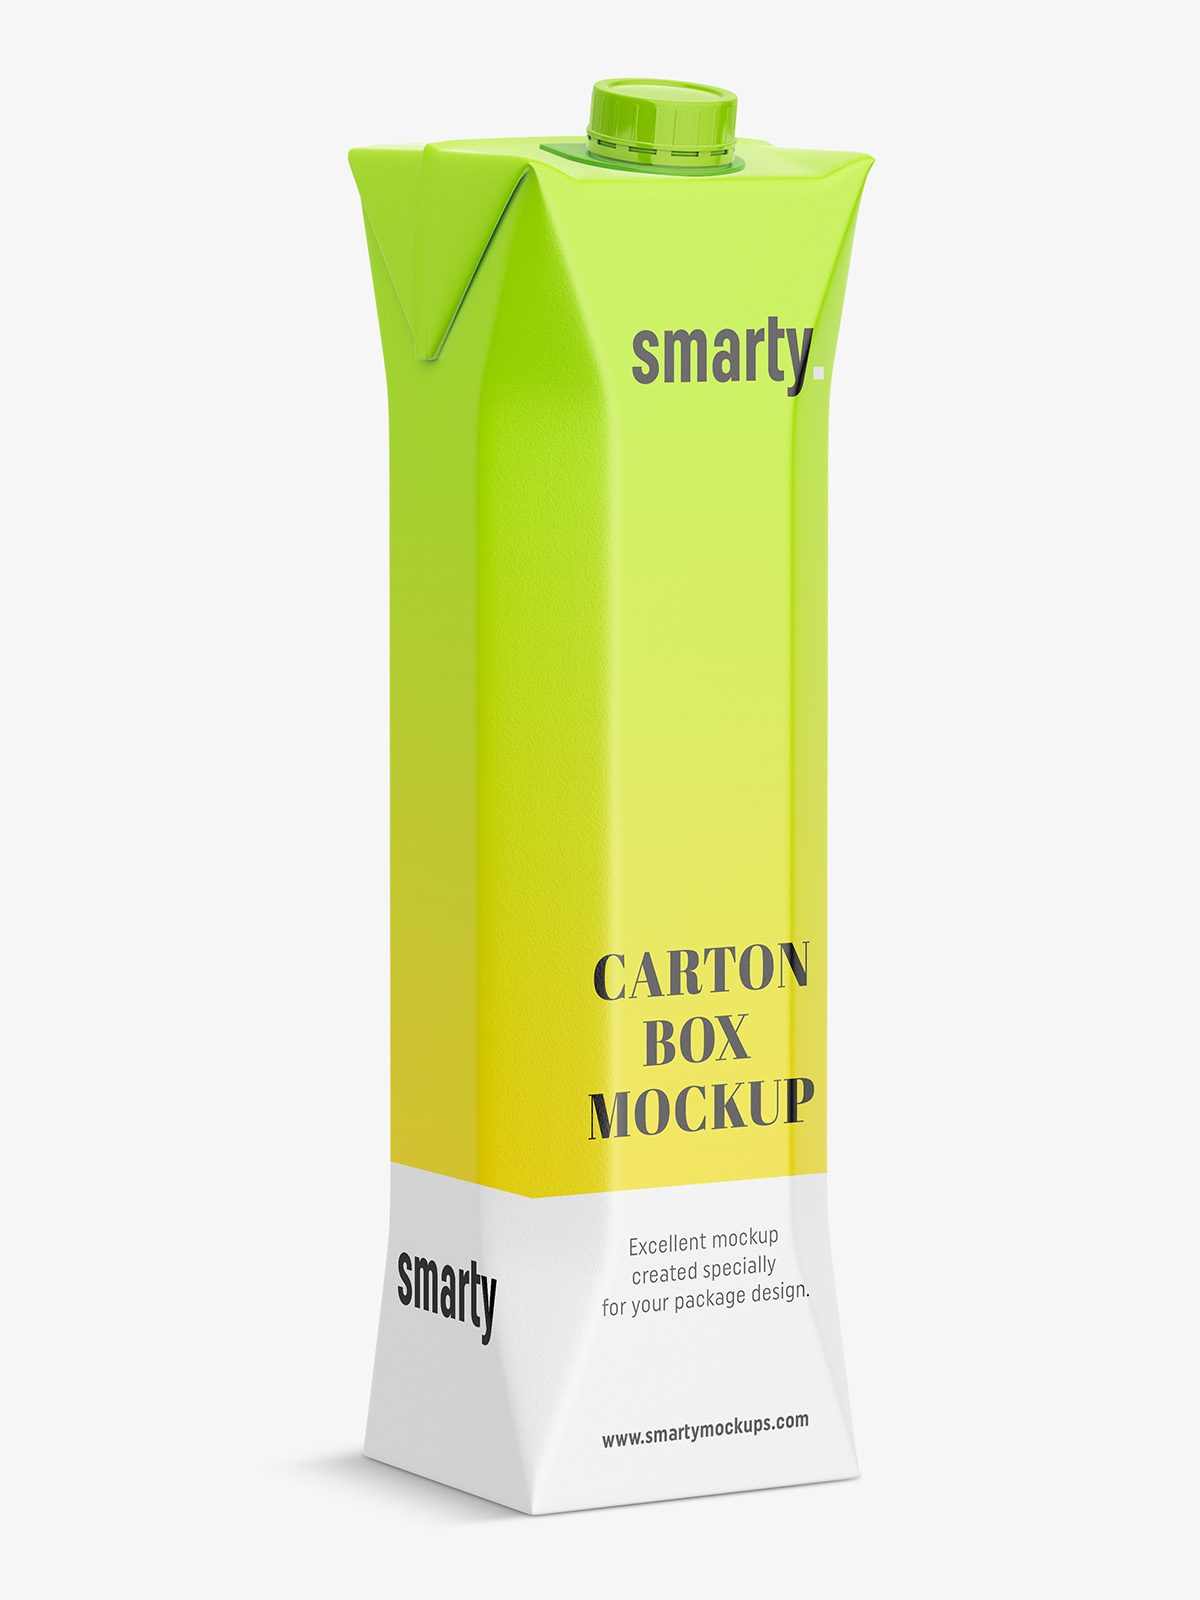 smarty.
CARTON
BOX
MOCKUP
Excellent mockup
created specially
for your package design.
www.smartymockups.com
smarty